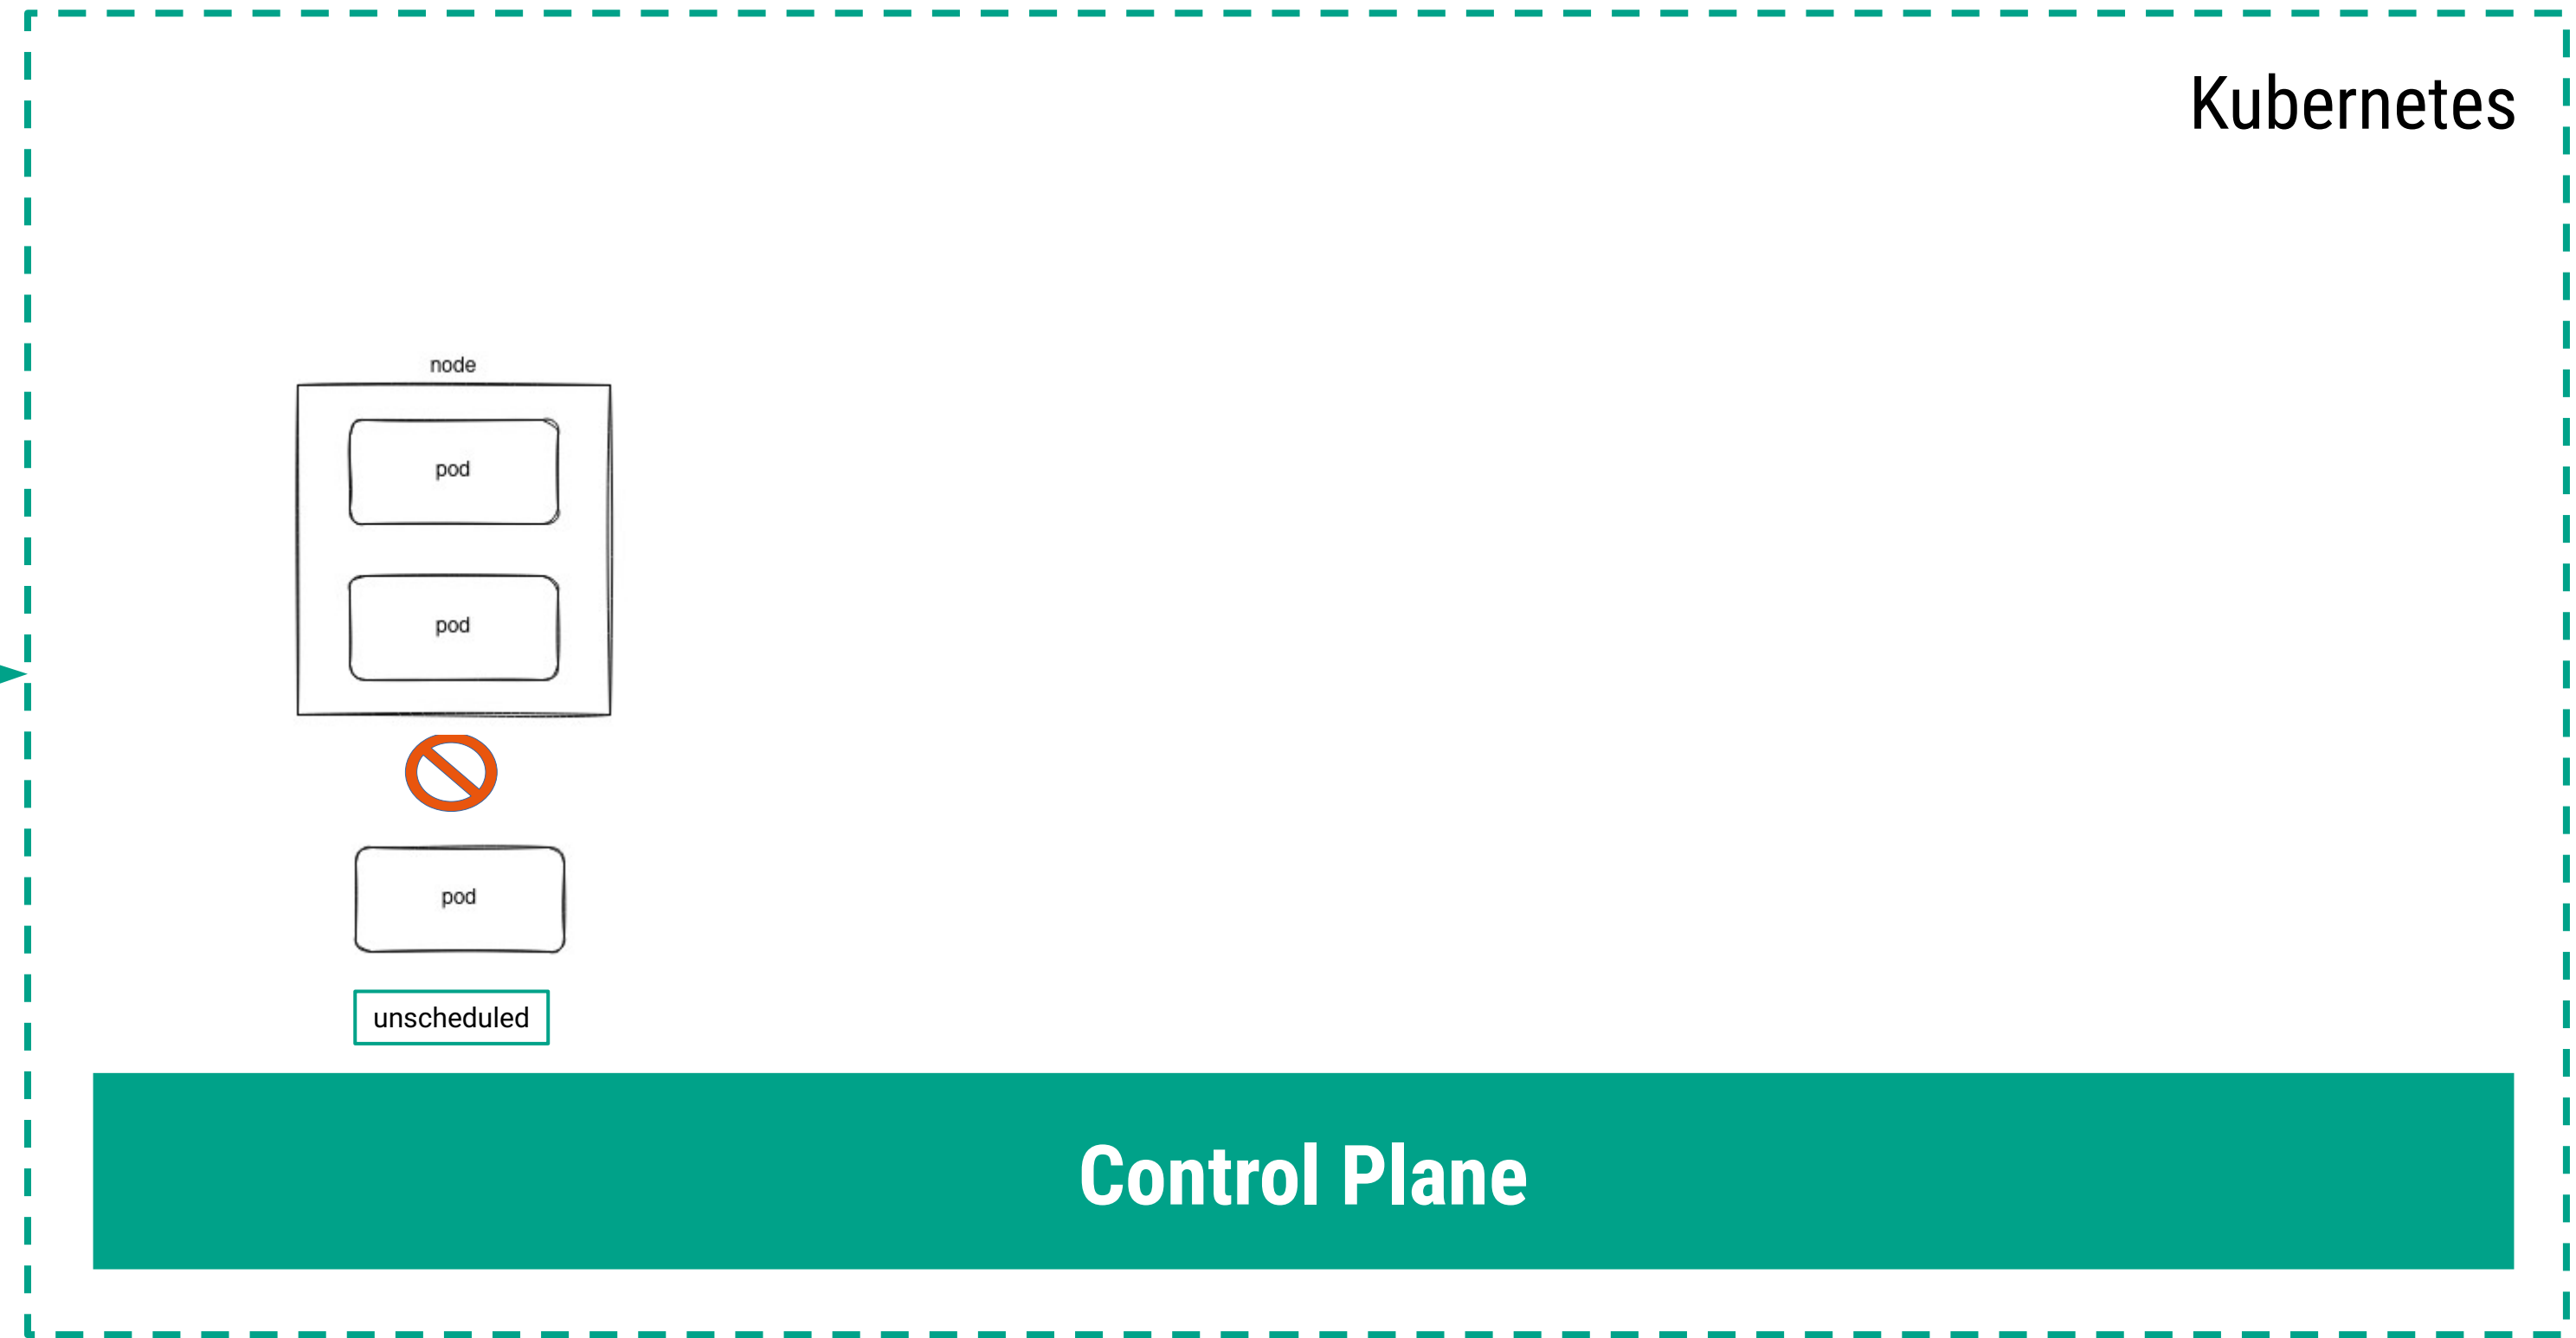 Kubernetes
node
pod
pod
pod
unscheduled
Control Plane